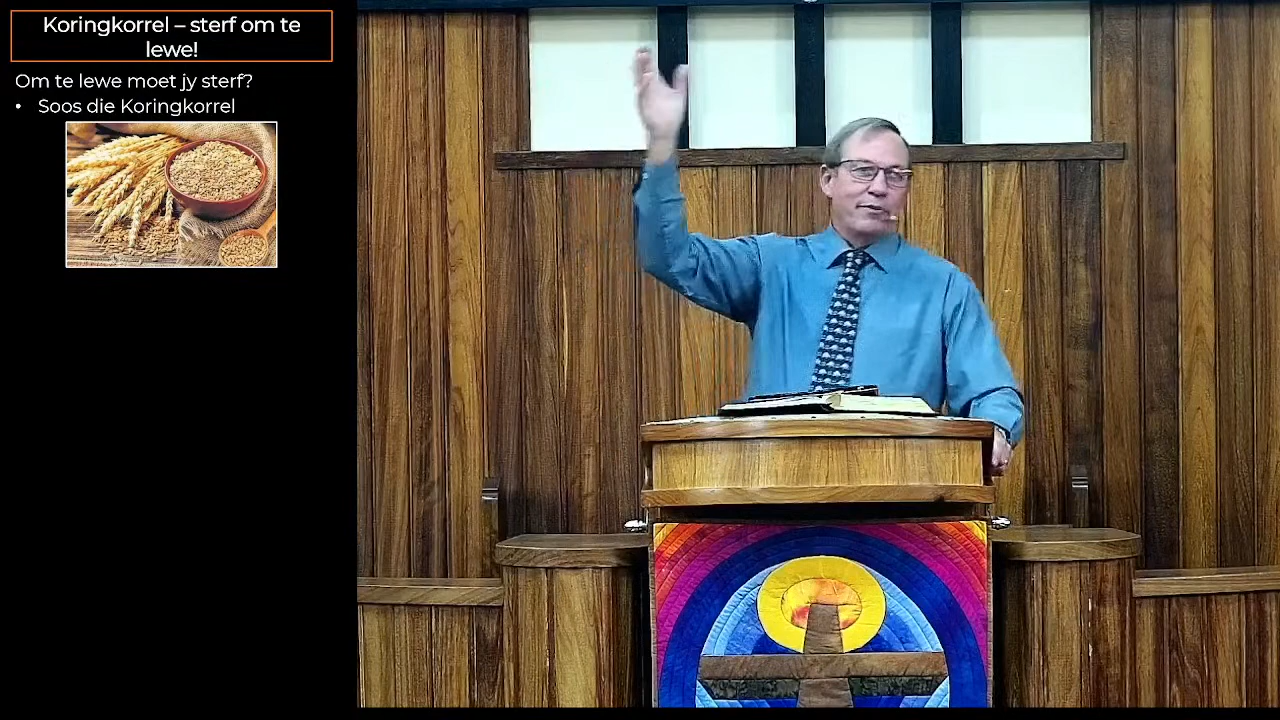 Koringkorrel – sterf om te
lewe!
Om te lewe moet jy sterf?
• Soos die Koringkorrel